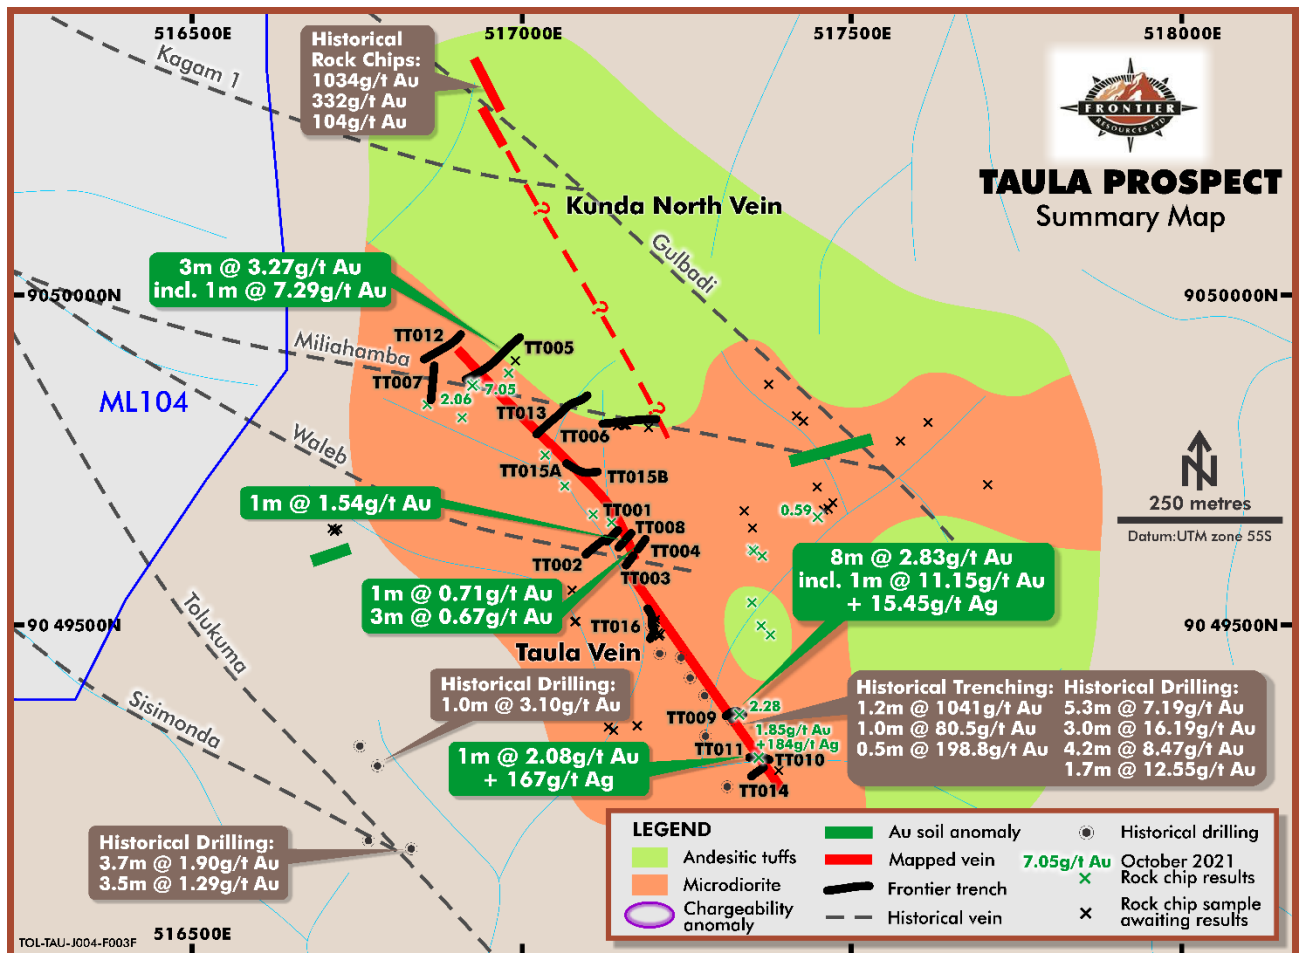 516500E
517000E
517500E
518000E
Historical
Rock Chips:
1034g/t Au
332g/t Au
104g/t Au
Kagam 1
FRONTIER
RESOURCES LTD
TAULA PROSPECT
Summary Map
Kunda North Vein
?
?
?
Gulbadi
3m @ 3.27g/t Au
incl. 1m @ 7.29g/t Au
9050000N
9050000N
Miliahamba
TT012
TT005
TT007
2.06
7.05
ML104
TT013
TT006
Waleb
TT015A
TT015B
1m @ 1.54g/t Au
TT001
TT008
TT004
TT002
TT003
0.59
N
250 metres
Datum:UTM zone 55S
8m @ 2.83g/t Au
incl. 1m @ 11.15g/t Au
+ 15.45g/t Ag
1m @ 0.71g/t Au
3m @ 0.67g/t Au
Tolukuma
90 49500N
90 49500N
TT016
Taula Vein
Sisimonda
Historical Drilling:
1.0m @ 3.10g/t Au
TT009
2.28
1.85g/t Au
+184g/t Ag
TT011
TT010
TT014
Historical Trenching:
1.2m @ 1041g/t Au
1.0m @ 80.5g/t Au
0.5m @ 198.8g/t Au
Historical Drilling:
5.3m @ 7.19g/t Au
3.0m @ 16.19g/t Au
4.2m @ 8.47g/t Au
1.7m @ 12.55g/t Au
1m @ 2.08g/t Au
+ 167g/t Ag
Historical Drilling:
3.7m @ 1.90g/t Au
3.5m @ 1.29g/t Au
LEGEND
Andesitic tuffs
Microdiorite
Chargeability
anomaly
Au soil anomaly
Mapped vein
Frontier trench
Historical vein
Historical drilling
7.05g/t Au
October 2021
Rock chip results
Rock chip sample
awaiting results
516500E
TOL-TAU-J004-F003F